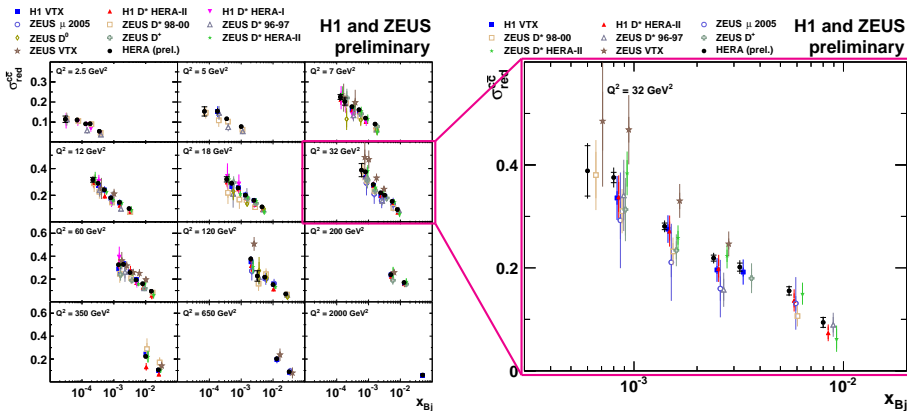 H1 VTX
H1 D* HERA-II
H1 D* HERA-I
ZEUS μ 2005
ZEUS D* 98-00
ZEUS D* 96-97
ZEUS D⁰
ZEUS D⁺
ZEUS D* HERA-II
ZEUS VTX
HERA (prel.)
H1 and ZEUS
preliminary
σ_red^cc̄
Q² = 2.5 GeV²
Q² = 5 GeV²
Q² = 7 GeV²
0.4
0.2
0.1
Q² = 12 GeV²
Q² = 18 GeV²
Q² = 32 GeV²
0.4
0.2
Q² = 60 GeV²
Q² = 120 GeV²
Q² = 200 GeV²
0.4
0.2
Q² = 350 GeV²
Q² = 650 GeV²
Q² = 2000 GeV²
0.4
0.2
10⁻⁴ 10⁻³ 10⁻²
10⁻⁴ 10⁻³ 10⁻²
10⁻⁴ 10⁻³ 10⁻²
x_Bj
H1 VTX
H1 D* HERA-II
H1 D* HERA-I
ZEUS μ 2005
ZEUS D* 98-00
ZEUS D* 96-97
ZEUS D⁺
ZEUS D* HERA-II
ZEUS VTX
HERA (prel.)
H1 and ZEUS
preliminary
σ_red^cc̄
Q² = 32 GeV²
0.4
0.2
0
10⁻³
10⁻²
x_Bj